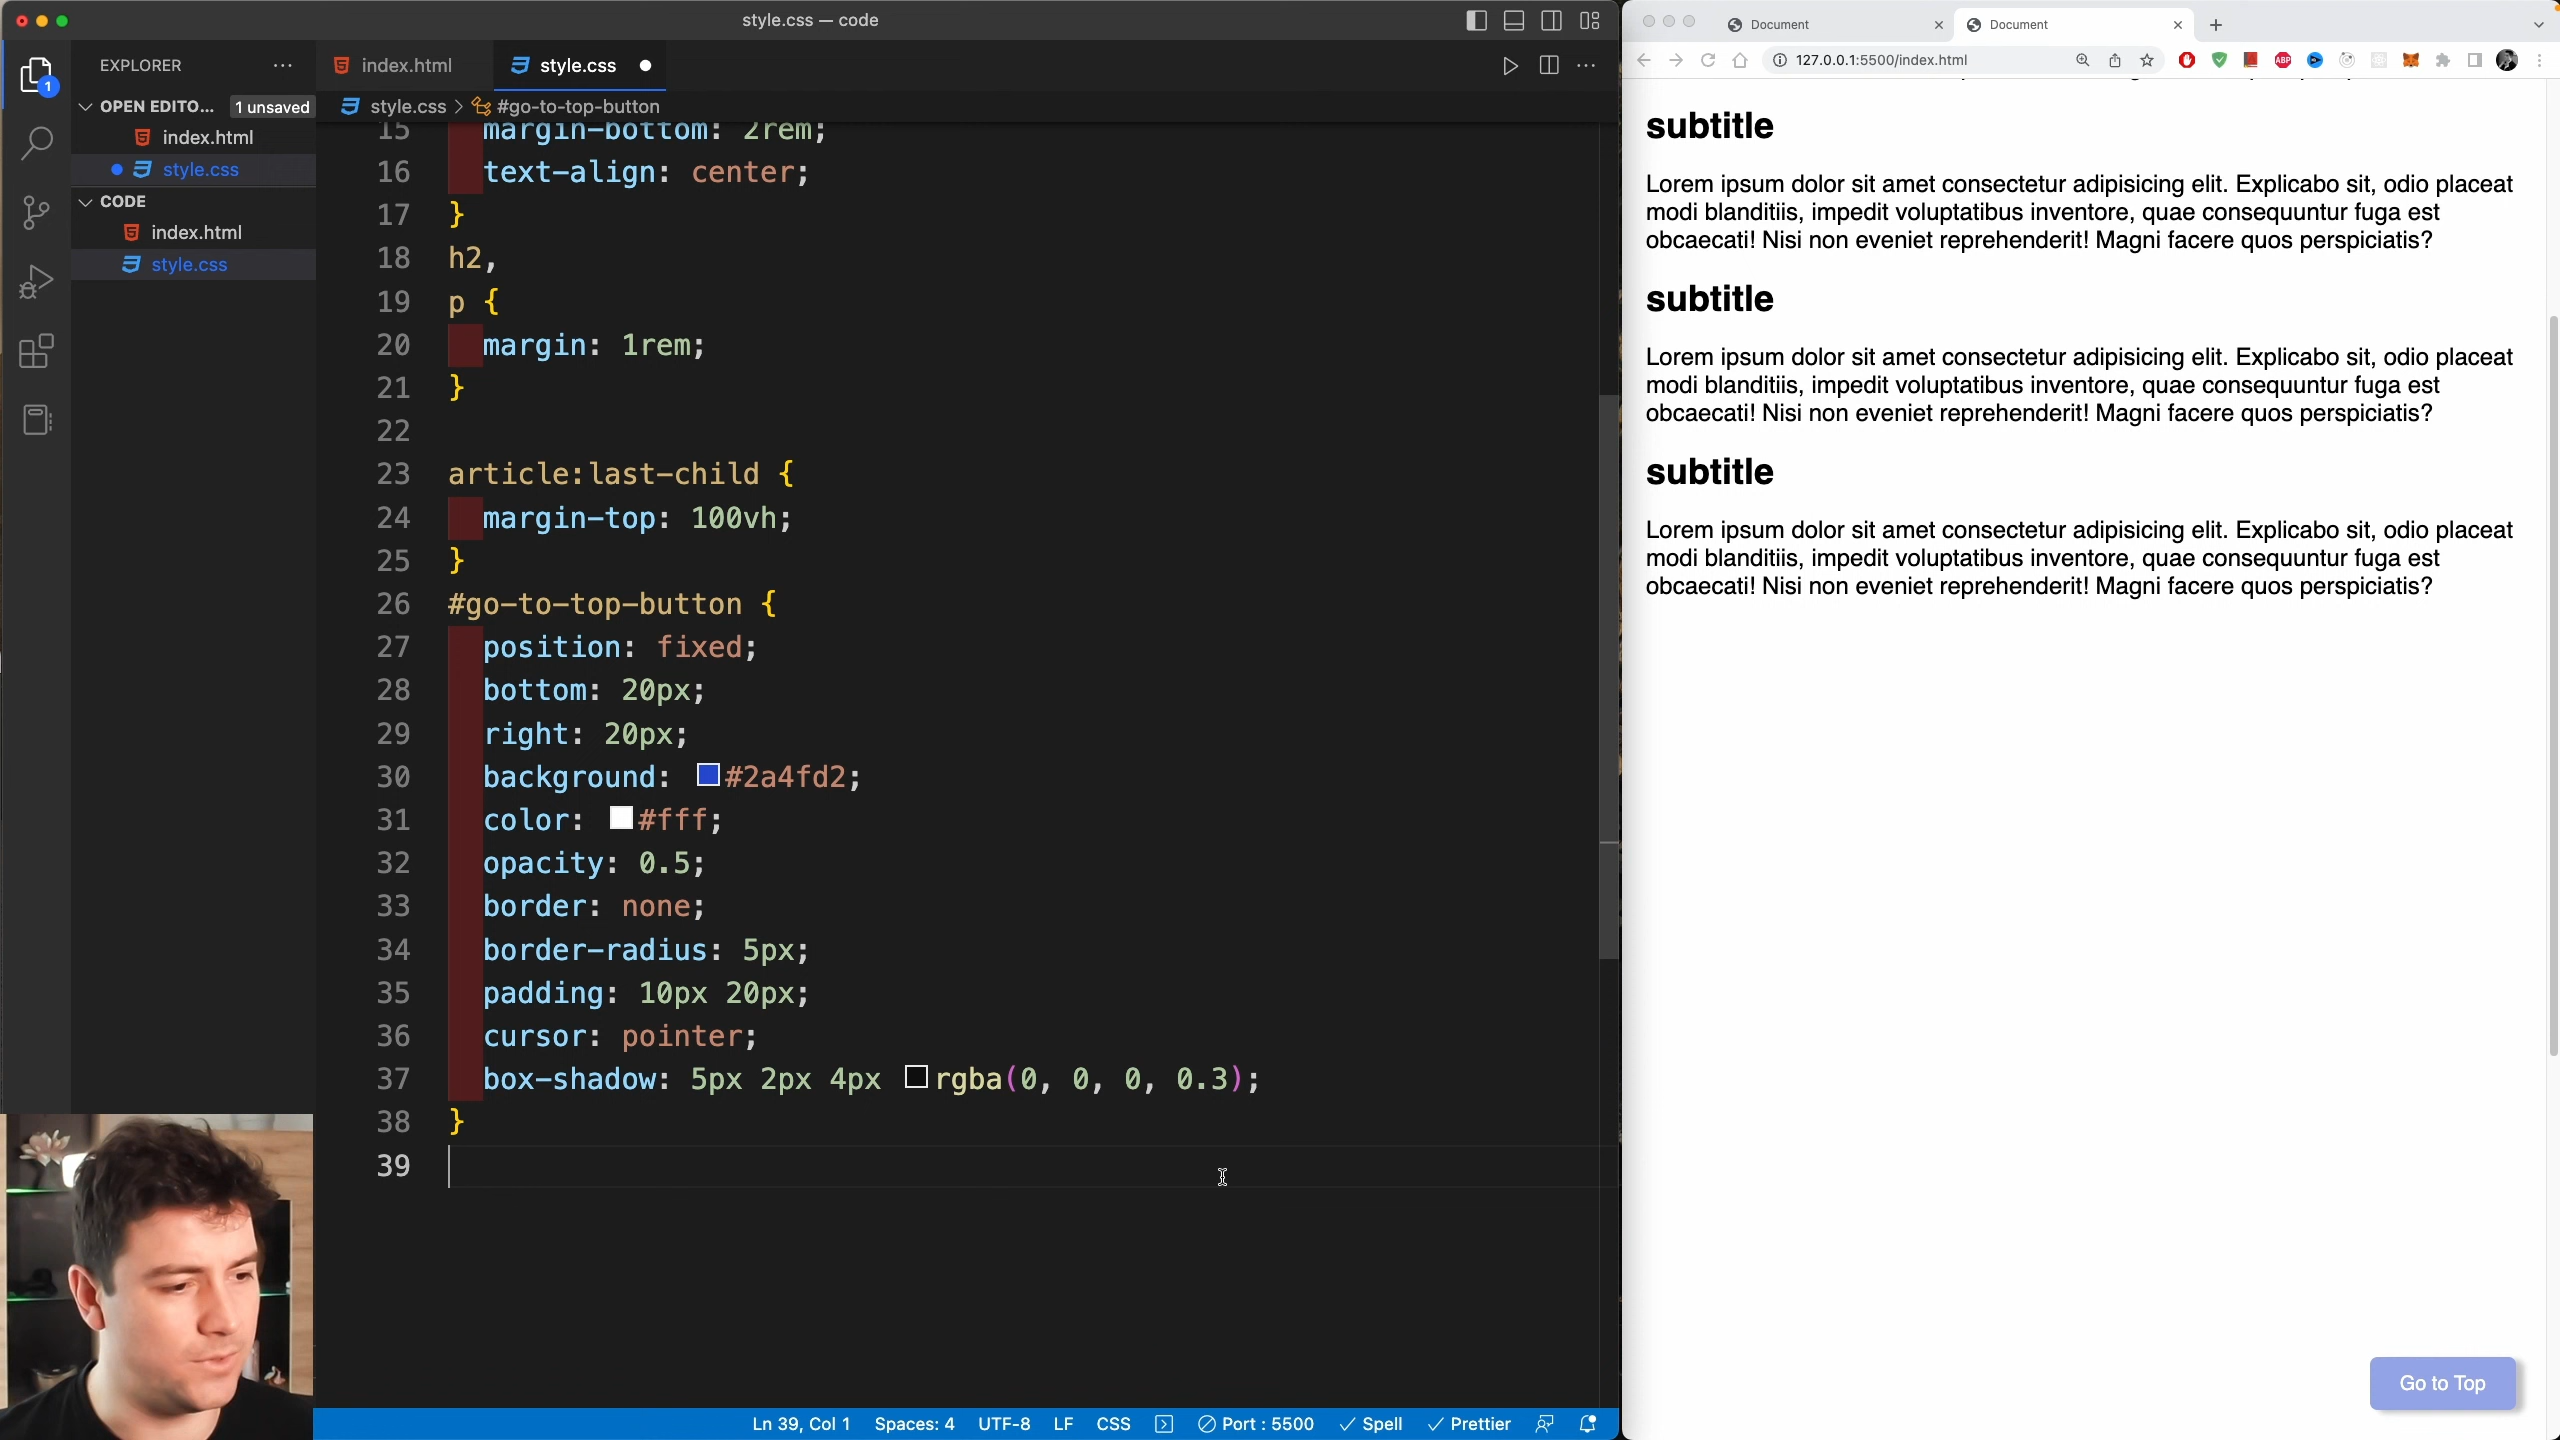 style.css — code
EXPLORER
OPEN EDITO...
1 unsaved
index.html
style.css
CODE
index.html
style.css
1
index.html
style.css
style.css > #go-to-top-button
15 margin-bottom: 2rem;
16 text-align: center;
17 }
18 h2,
19 p {
20 margin: 1rem;
21 }
22
23 article:last-child {
24 margin-top: 100vh;
25 }
26 #go-to-top-button {
27 position: fixed;
28 bottom: 20px;
29 right: 20px;
30 background: #2a4fd2;
31 color: #fff;
32 opacity: 0.5;
33 border: none;
34 border-radius: 5px;
35 padding: 10px 20px;
36 cursor: pointer;
37 box-shadow: 5px 2px 4px rgba(0, 0, 0, 0.3);
38 }
39
Ln 39, Col 1 Spaces: 4 UTF-8 LF CSS Port : 5500 Spell Prettier
Document
Document
127.0.0.1:5500/index.html
ABP
subtitle
Lorem ipsum dolor sit amet consectetur adipisicing elit. Explicabo sit, odio placeat
modi blanditiis, impedit voluptatibus inventore, quae consequuntur fuga est
obcaecati! Nisi non eveniet reprehenderit! Magni facere quos perspiciatis?
subtitle
Lorem ipsum dolor sit amet consectetur adipisicing elit. Explicabo sit, odio placeat
modi blanditiis, impedit voluptatibus inventore, quae consequuntur fuga est
obcaecati! Nisi non eveniet reprehenderit! Magni facere quos perspiciatis?
subtitle
Lorem ipsum dolor sit amet consectetur adipisicing elit. Explicabo sit, odio placeat
modi blanditiis, impedit voluptatibus inventore, quae consequuntur fuga est
obcaecati! Nisi non eveniet reprehenderit! Magni facere quos perspiciatis?
Go to Top